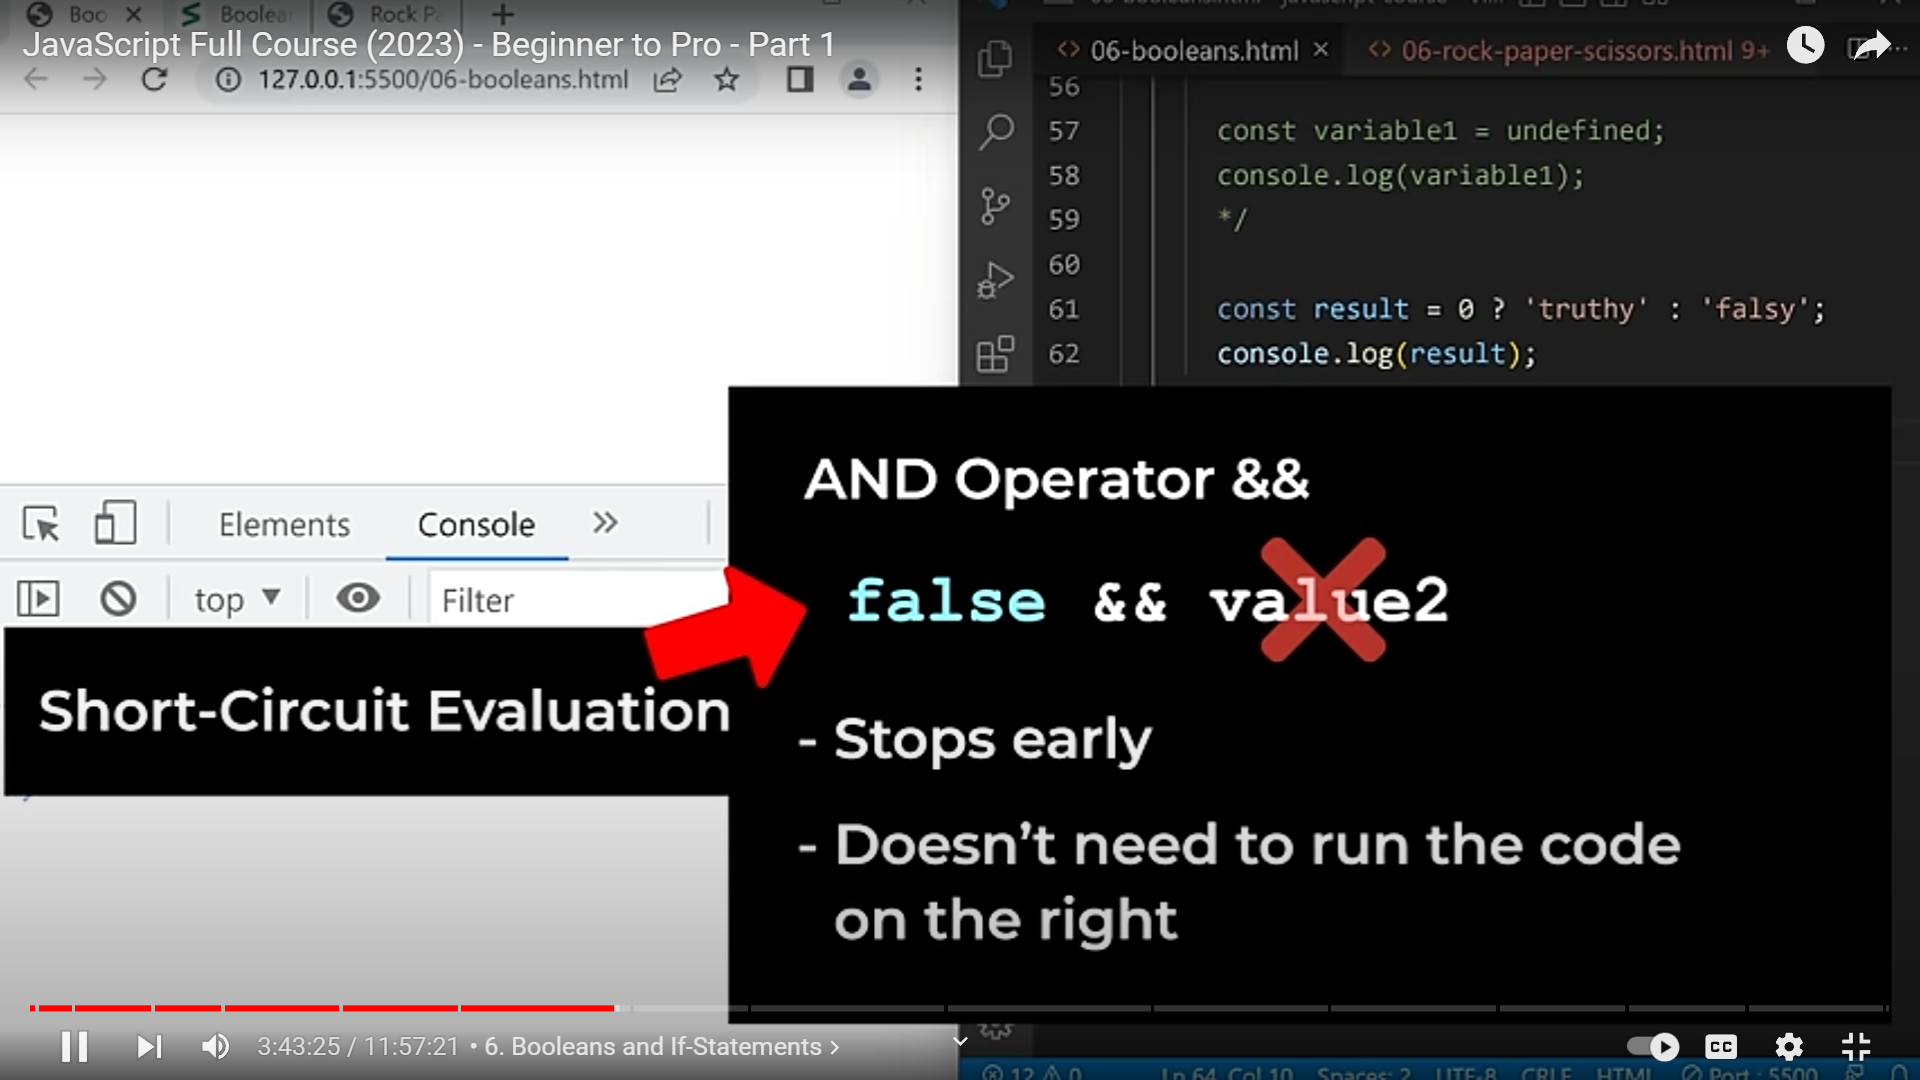 Boo
Boolea
Rock Pa
JavaScript Full Course (2023) - Beginner to Pro - Part 1
127.0.0.1:5500/06-booleans.html
06-booleans.html
06-rock-paper-scissors.html 9+
56
57 const variable1 = undefined;
58 console.log(variable1);
59 */
60
61 const result = 0 ? 'truthy' : 'falsy';
62 console.log(result);
AND Operator &&
Elements Console
false && value2
top Filter
Short-Circuit Evaluation
- Stops early
- Doesn't need to run the code
on the right
3:43:25 / 11:57:21 • 6. Booleans and If-Statements
CC
12 0 Ln 64, Col 10 Spaces: 2 UTF-8 CRLF HTML Port : 5500